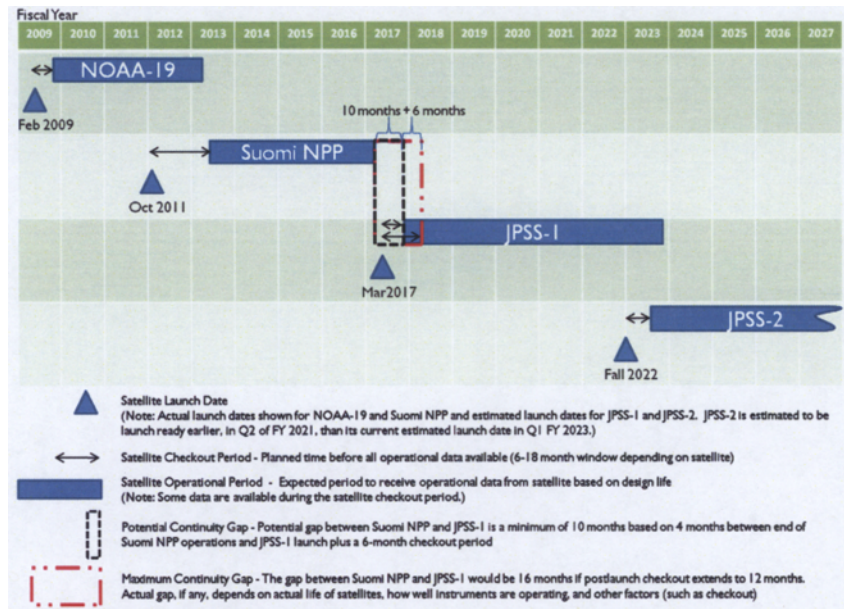 Fiscal Year
2009 2010 2011 2012 2013 2014 2015 2016 2017 2018 2019 2020 2021 2022 2023 2024 2025 2026 2027
NOAA-19
Feb 2009
10 months + 6 months
Suomi NPP
Oct 2011
JPSS-1
Mar2017
JPSS-2
Fall 2022
Satellite Launch Date
(Note: Actual launch dates shown for NOAA-19 and Suomi NPP and estimated launch dates for JPSS-1 and JPSS-2. JPSS-2 is estimated to be
launch ready earlier, in Q2 of FY 2021, than its current estimated launch date in Q1 FY 2023.)
Satellite Checkout Period - Planned time before all operational data available (6-18 month window depending on satellite)
Satellite Operational Period - Expected period to receive operational data from satellite based on design life
(Note: Some data are available during the satellite checkout period.)
Potential Continuity Gap - Potential gap between Suomi NPP and JPSS-1 is a minimum of 10 months based on 4 months between end of
Suomi NPP operations and JPSS-1 launch plus a 6-month checkout period
Maximum Continuity Gap - The gap between Suomi NPP and JPSS-1 would be 16 months if postlaunch checkout extends to 12 months.
Actual gap, if any, depends on actual life of satellites, how well instruments are operating, and other factors (such as checkout)